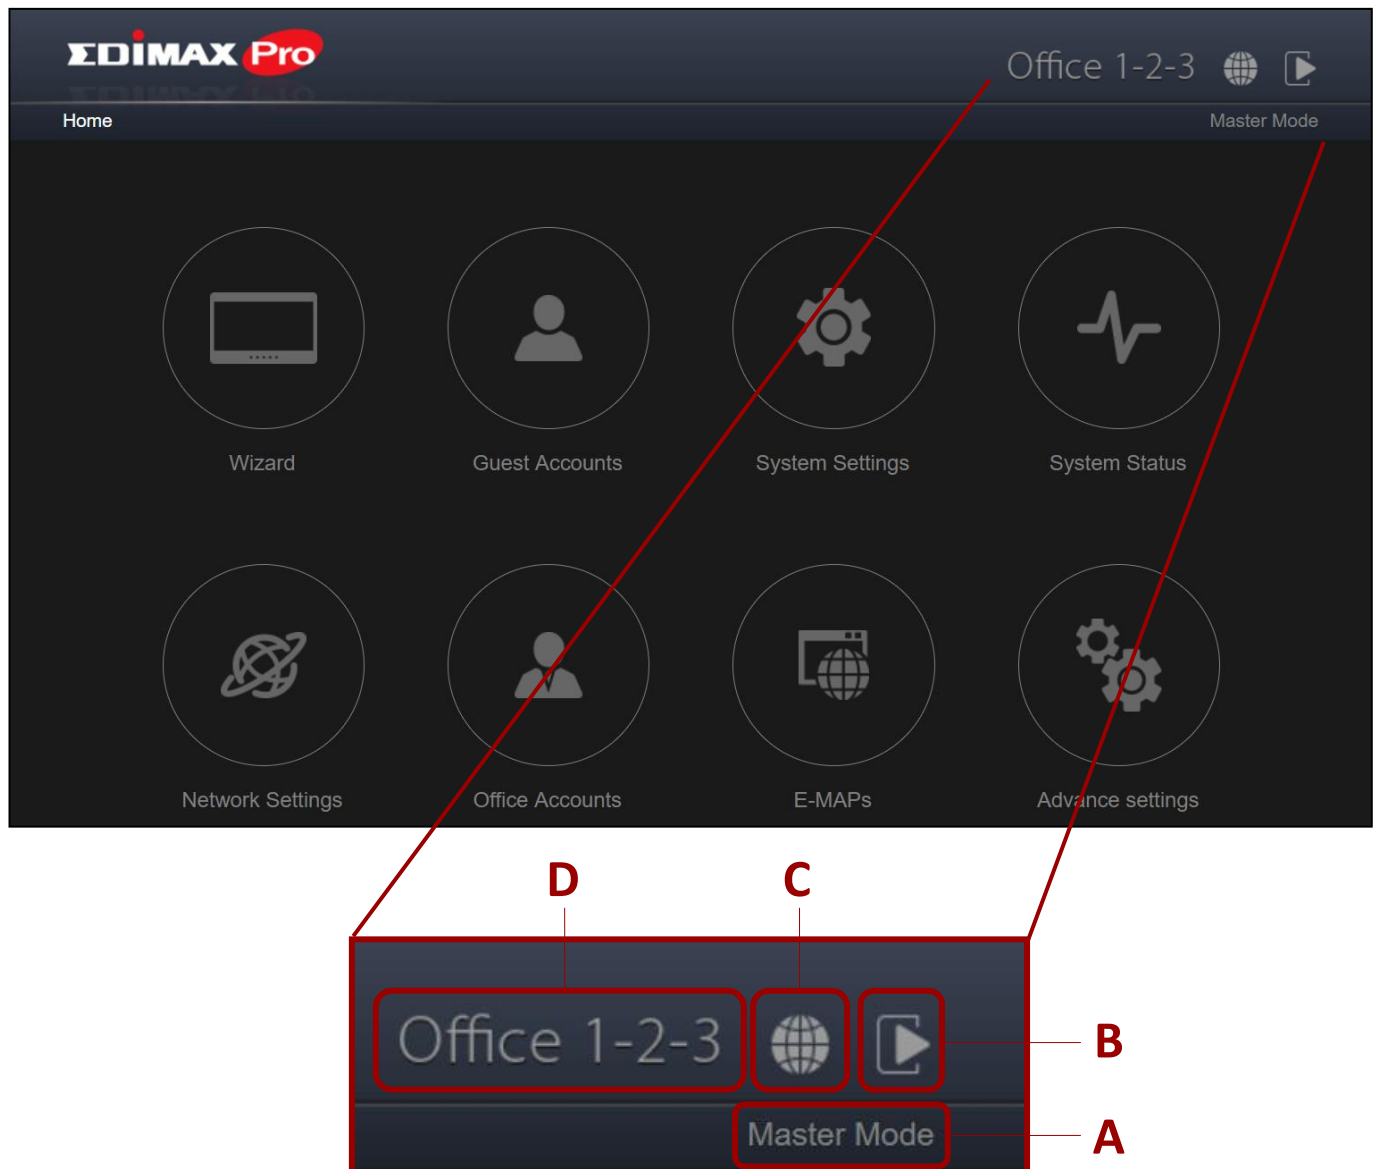 ΣDIMAX Pro
Office 1-2-3
Home
Master Mode
Wizard
Guest Accounts
System Settings
System Status
Network Settings
Office Accounts
E-MAPs
Advance settings
D
C
Office 1-2-3
B
Master Mode
A